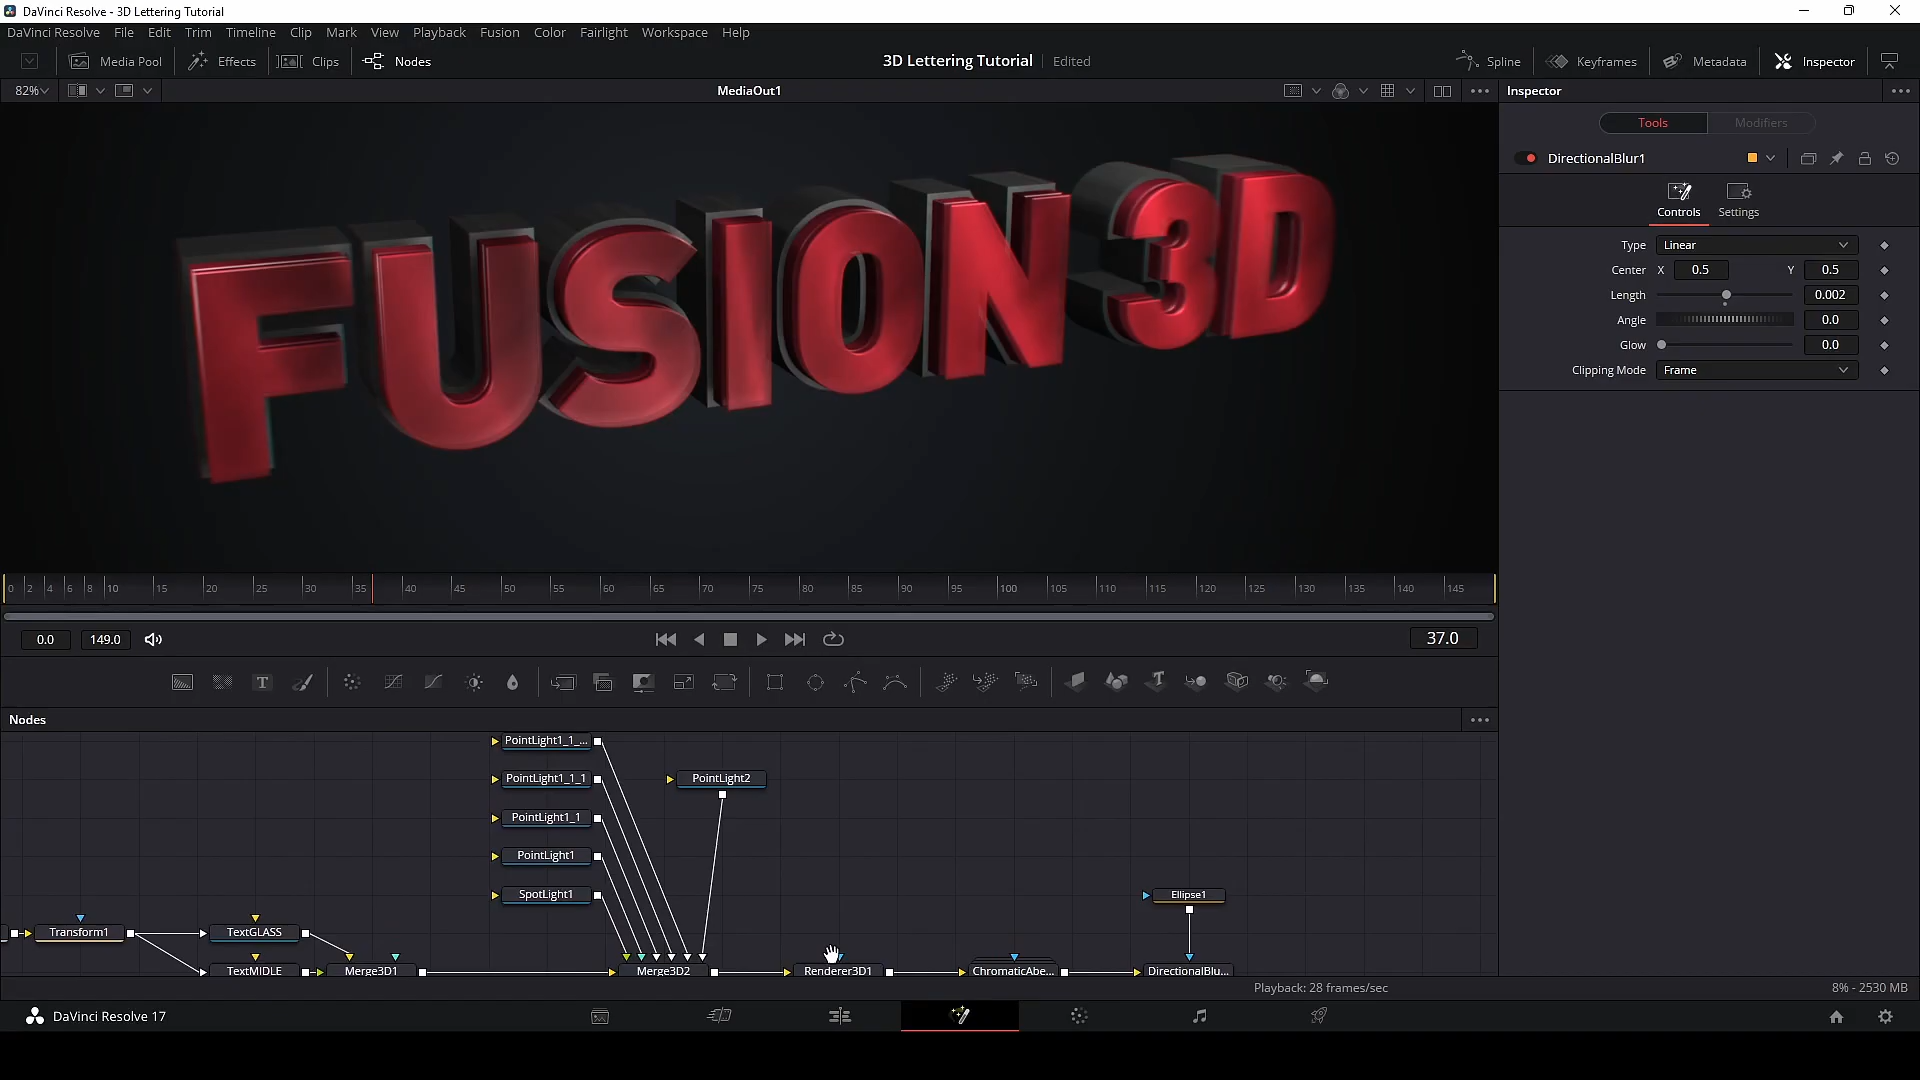 DaVinci Resolve - 3D Lettering Tutorial
DaVinci Resolve File Edit Trim Timeline Clip Mark View Playback Fusion Color Fairlight Workspace Help
Media Pool Effects Clips Nodes 3D Lettering Tutorial Edited Spline Keyframes Metadata Inspector
82% MediaOut1 Inspector
Tools Modifiers
DirectionalBlur1
Controls Settings
Type Linear
Center X 0.5 Y 0.5
Length 0.002
Angle 0.0
Glow 0.0
Clipping Mode Frame
FUSION 3D
0 2 4 6 8 10 15 20 25 30 35 40 45 50 55 60 65 70 75 80 85 90 95 100 105 110 115 120 125 130 135 140 145
0.0 149.0 37.0
Nodes
PointLight1_1_...
PointLight1_1_1 PointLight2
PointLight1_1
PointLight1
SpotLight1 Ellipse1
Transform1 TextGLASS
TextMIDLE Merge3D1 Merge3D2 Renderer3D1 ChromaticAbe... DirectionalBlu...
Playback: 28 frames/sec 8% - 2530 MB
DaVinci Resolve 17